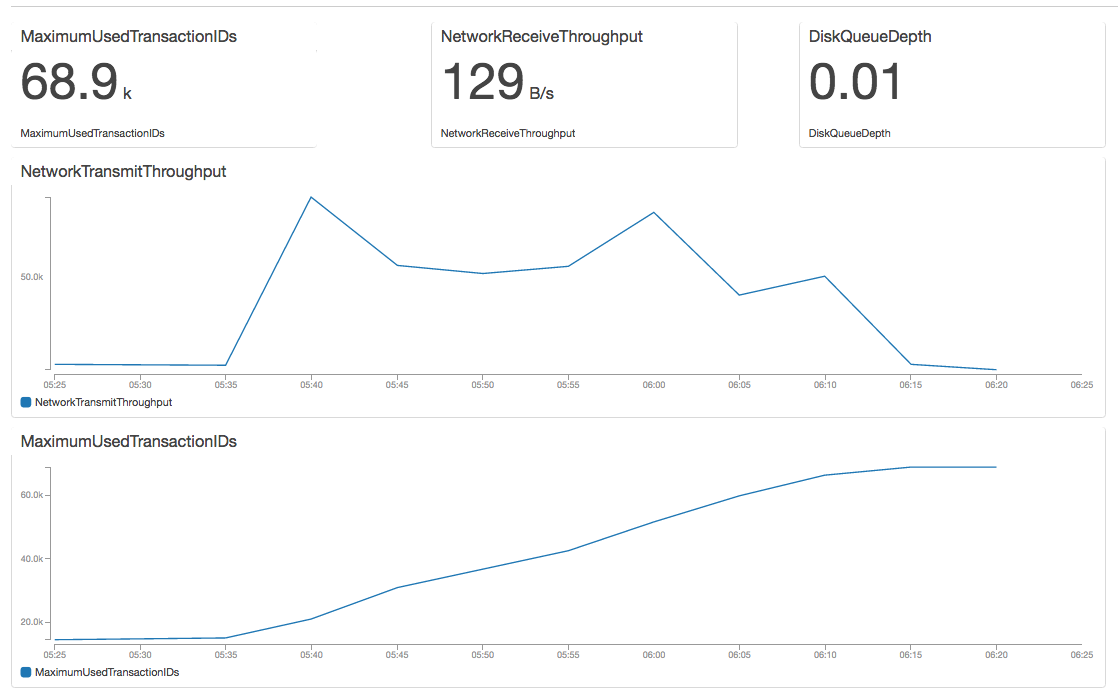 MaximumUsedTransactionIDs
68.9 k
MaximumUsedTransactionIDs
NetworkReceiveThroughput
129 B/s
NetworkReceiveThroughput
DiskQueueDepth
0.01
DiskQueueDepth
NetworkTransmitThroughput
50.0k
05:25 05:30 05:35 05:40 05:45 05:50 05:55 06:00 06:05 06:10 06:15 06:20 06:25
NetworkTransmitThroughput
MaximumUsedTransactionIDs
60.0k
40.0k
20.0k
05:25 05:30 05:35 05:40 05:45 05:50 05:55 06:00 06:05 06:10 06:15 06:20 06:25
MaximumUsedTransactionIDs